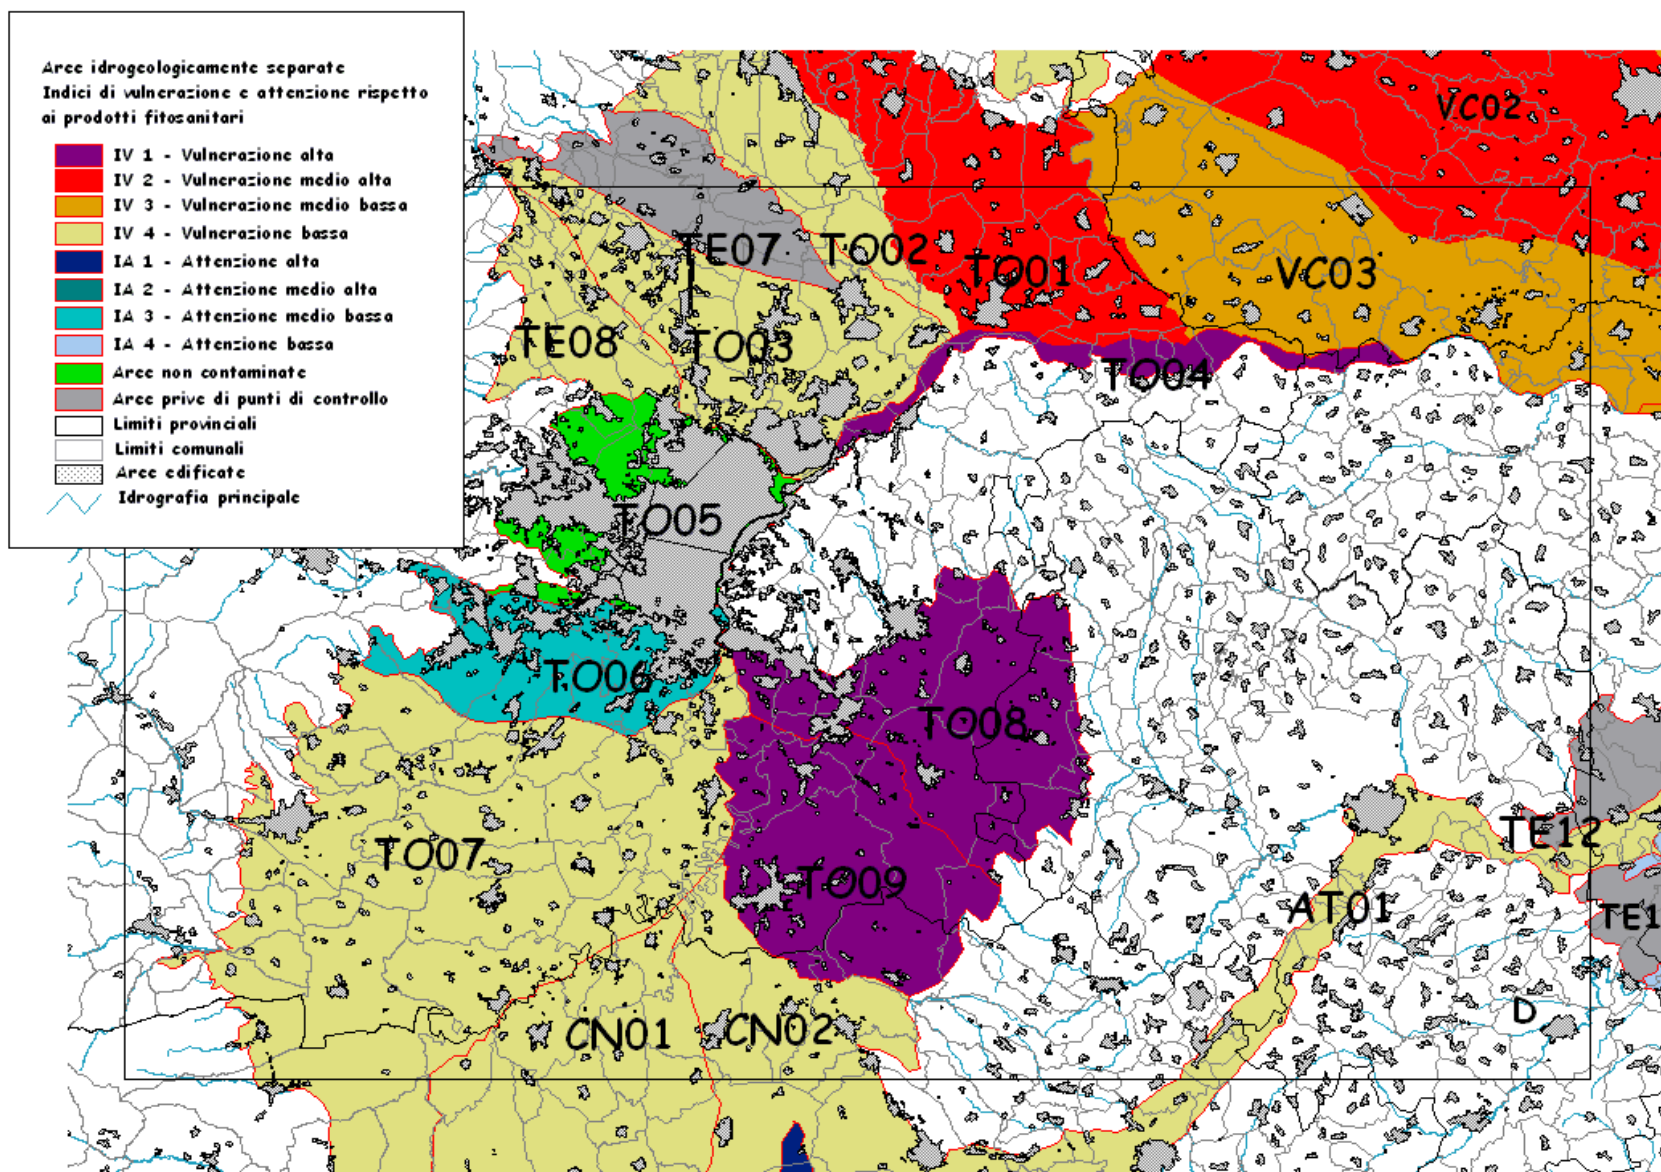 Aree idrogeologicamente separate
Indici di vulnerazione e attenzione rispetto
ai prodotti fitosanitari
IV 1 - Vulnerazione alta
IV 2 - Vulnerazione medio alta
IV 3 - Vulnerazione medio bassa
IV 4 - Vulnerazione bassa
IA 1 - Attenzione alta
IA 2 - Attenzione medio alta
IA 3 - Attenzione medio bassa
IA 4 - Attenzione bassa
Aree non contaminate
Aree prive di punti di controllo
Limiti provinciali
Limiti comunali
Aree edificate
Idrografia principale
VC02
TE07 TO02
TO01
VC03
TE08
TO03
TO04
TO05
TO06
TO08
TO07
TE12
TO09
AT01
TE1
D
CN01
CN02